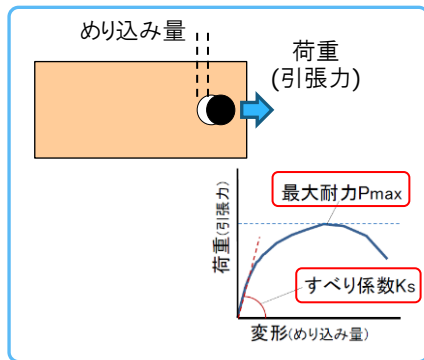 めり込み量
荷重
(引張力)
最大耐力Pmax
荷重(引張力)
すべり係数Ks
変形(めり込み量)